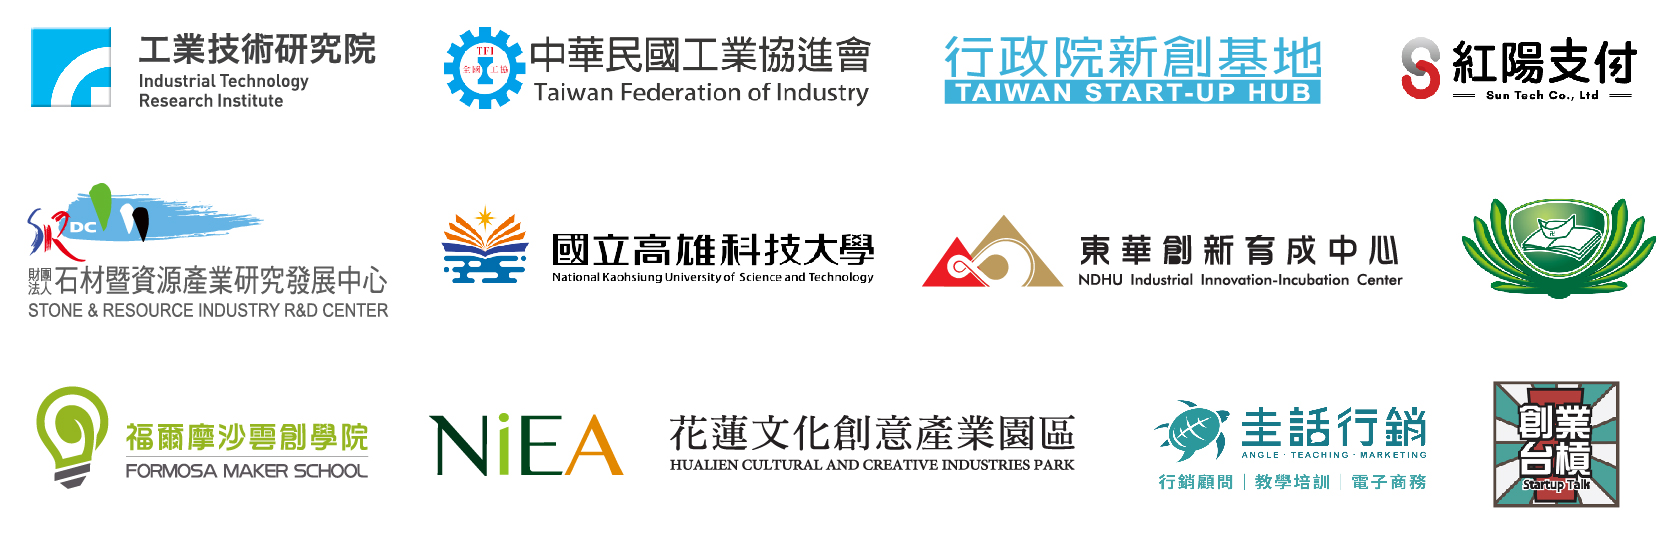 工業技術研究院
Industrial Technology
Research Institute
TFI
全國工協
中華民國工業協進會
Taiwan Federation of Industry
行政院新創基地
TAIWAN START-UP HUB
紅陽支付
Sun Tech Co., Ltd
SR
DC
財團
法人
石材暨資源產業研究發展中心
STONE & RESOURCE INDUSTRY R&D CENTER
國立高雄科技大學
National Kaohsiung University of Science and Technology
東華創新育成中心
NDHU Industrial Innovation-Incubation Center
福爾摩沙雲創學院
FORMOSA MAKER SCHOOL
NiEA
花蓮文化創意產業園區
HUALIEN CULTURAL AND CREATIVE INDUSTRIES PARK
圭話行銷
ANGLE · TEACHING · MARKETING
行銷顧問｜教學培訓｜電子商務
創業
台槓
Startup Talk